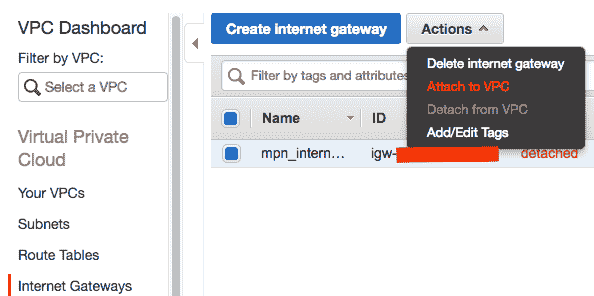 VPC Dashboard
Filter by VPC:
Select a VPC
Virtual Private
Cloud
Your VPCs
Subnets
Route Tables
Internet Gateways
Create internet gateway
Actions
Delete internet gateway
Attach to VPC
Detach from VPC
Add/Edit Tags
Filter by tags and attributes
Name
ID
mpn_intern...
igw-
detached